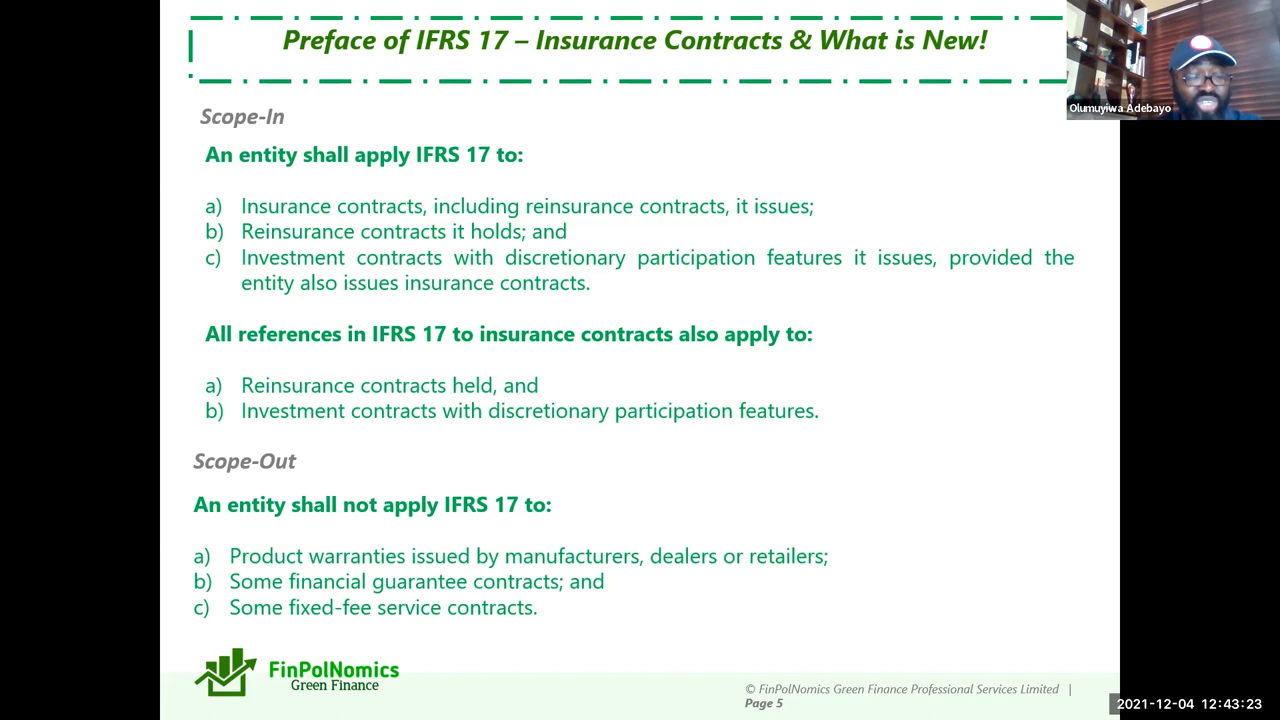 Preface of IFRS 17 – Insurance Contracts & What is New!
Olumuyiwa Adebayo
Scope-In
An entity shall apply IFRS 17 to:
a) Insurance contracts, including reinsurance contracts, it issues;
b) Reinsurance contracts it holds; and
c) Investment contracts with discretionary participation features it issues, provided the
entity also issues insurance contracts.
All references in IFRS 17 to insurance contracts also apply to:
a) Reinsurance contracts held, and
b) Investment contracts with discretionary participation features.
Scope-Out
An entity shall not apply IFRS 17 to:
a) Product warranties issued by manufacturers, dealers or retailers;
b) Some financial guarantee contracts; and
c) Some fixed-fee service contracts.
FinPolNomics
Green Finance
© FinPolNomics Green Finance Professional Services Limited |
Page 5
2021-12-04 12:43:23